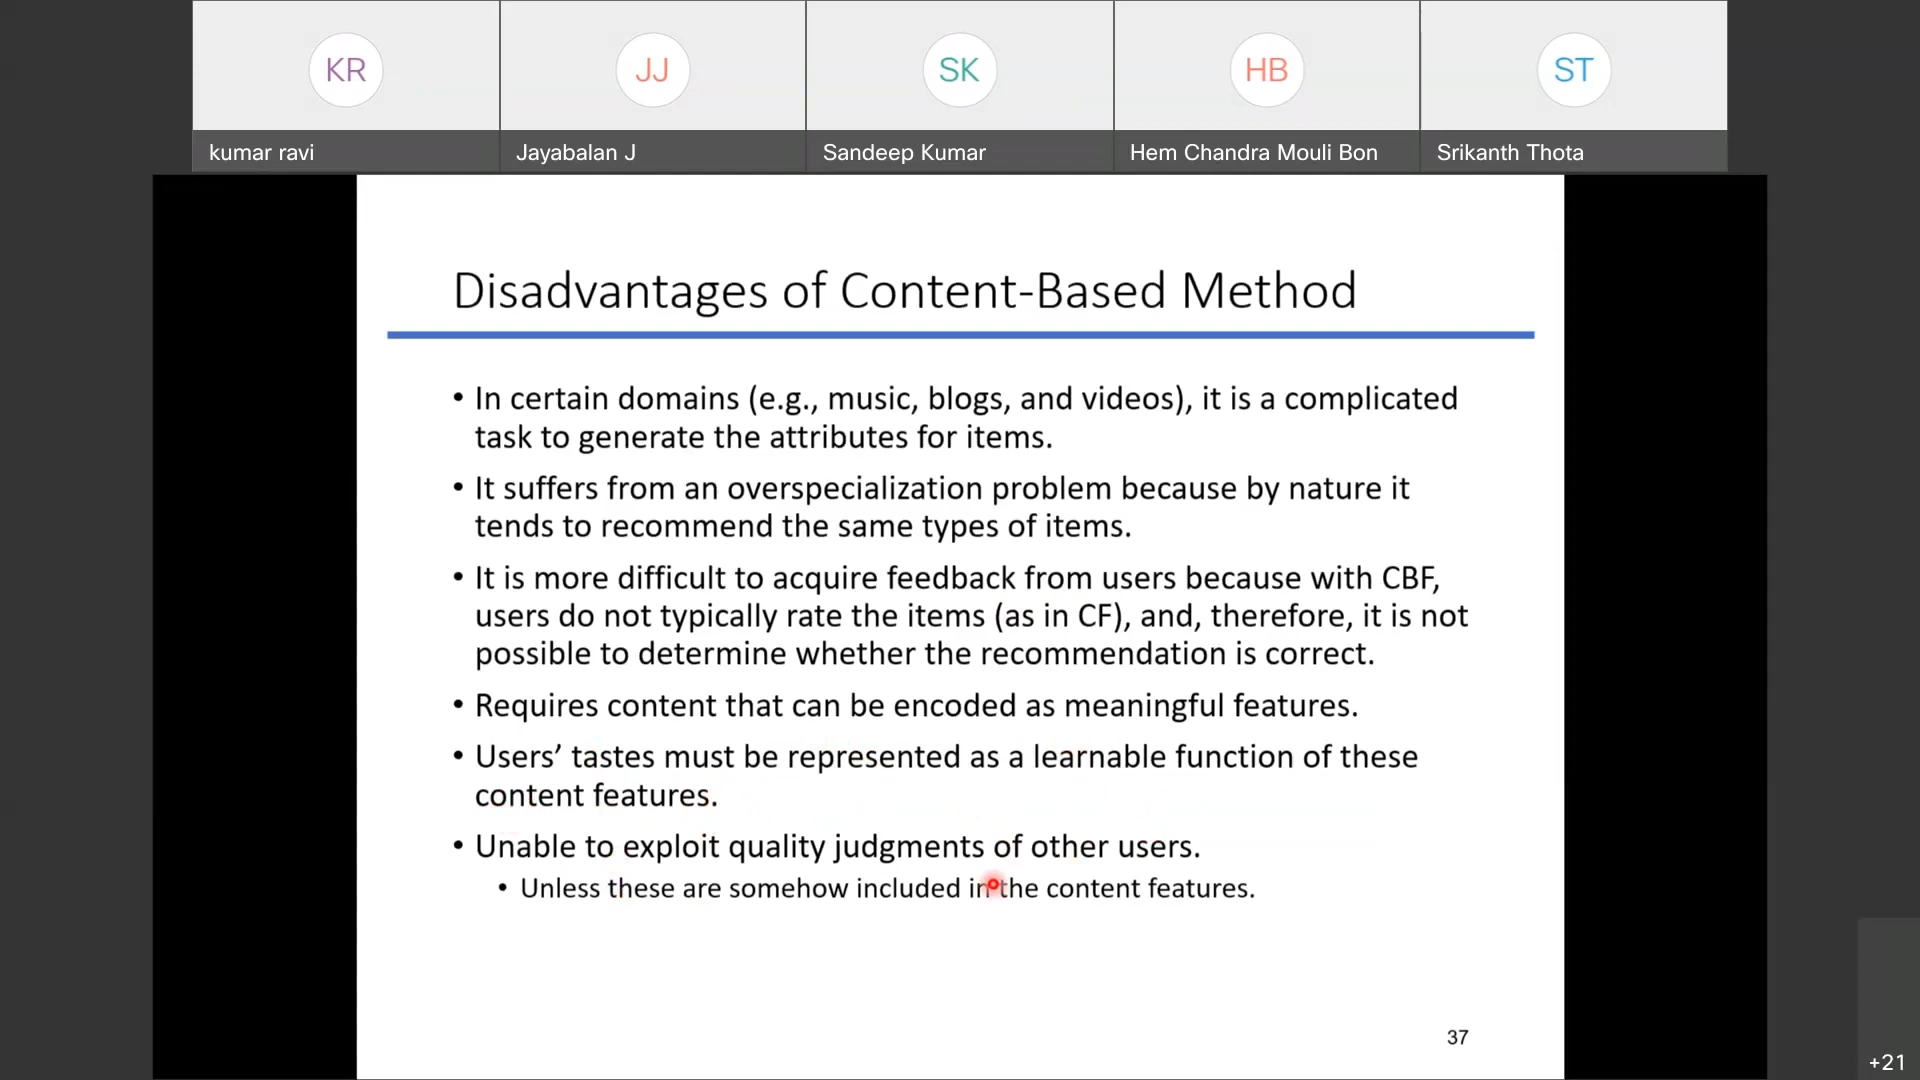 KR
JJ
SK
HB
ST
kumar ravi
Jayabalan J
Sandeep Kumar
Hem Chandra Mouli Bon
Srikanth Thota
Disadvantages of Content-Based Method
• In certain domains (e.g., music, blogs, and videos), it is a complicated
task to generate the attributes for items.
• It suffers from an overspecialization problem because by nature it
tends to recommend the same types of items.
• It is more difficult to acquire feedback from users because with CBF,
users do not typically rate the items (as in CF), and, therefore, it is not
possible to determine whether the recommendation is correct.
• Requires content that can be encoded as meaningful features.
• Users’ tastes must be represented as a learnable function of these
content features.
• Unable to exploit quality judgments of other users.
• Unless these are somehow included in the content features.
37
+21